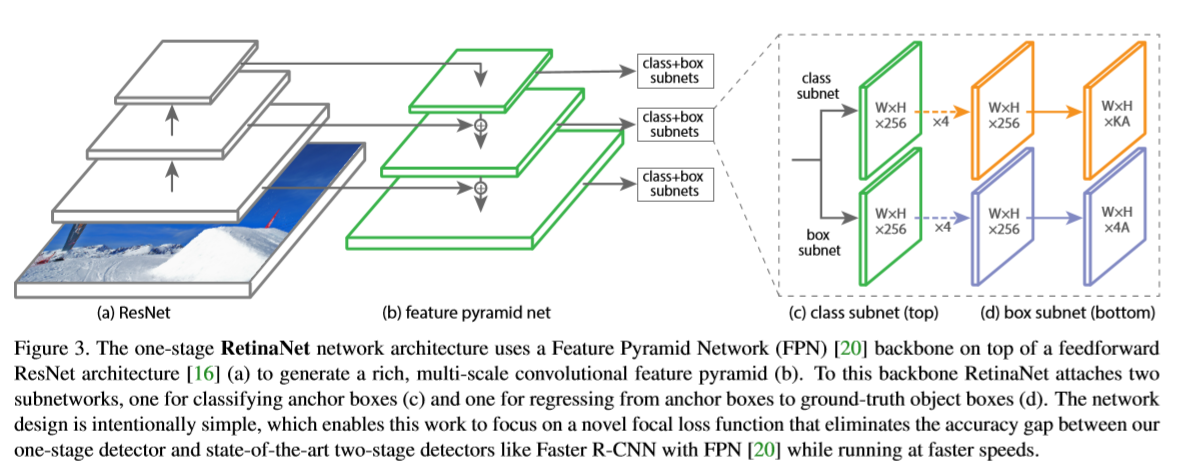 class+box
subnets
class+box
subnets
class+box
subnets
class
subnet
W×H
×256
×4
W×H
×256
W×H
×KA
box
subnet
W×H
×256
×4
W×H
×256
W×H
×4A
(a) ResNet
(b) feature pyramid net
(c) class subnet (top)
(d) box subnet (bottom)
Figure 3. The one-stage RetinaNet network architecture uses a Feature Pyramid Network (FPN) [20] backbone on top of a feedforward
ResNet architecture [16] (a) to generate a rich, multi-scale convolutional feature pyramid (b). To this backbone RetinaNet attaches two
subnetworks, one for classifying anchor boxes (c) and one for regressing from anchor boxes to ground-truth object boxes (d). The network
design is intentionally simple, which enables this work to focus on a novel focal loss function that eliminates the accuracy gap between our
one-stage detector and state-of-the-art two-stage detectors like Faster R-CNN with FPN [20] while running at faster speeds.